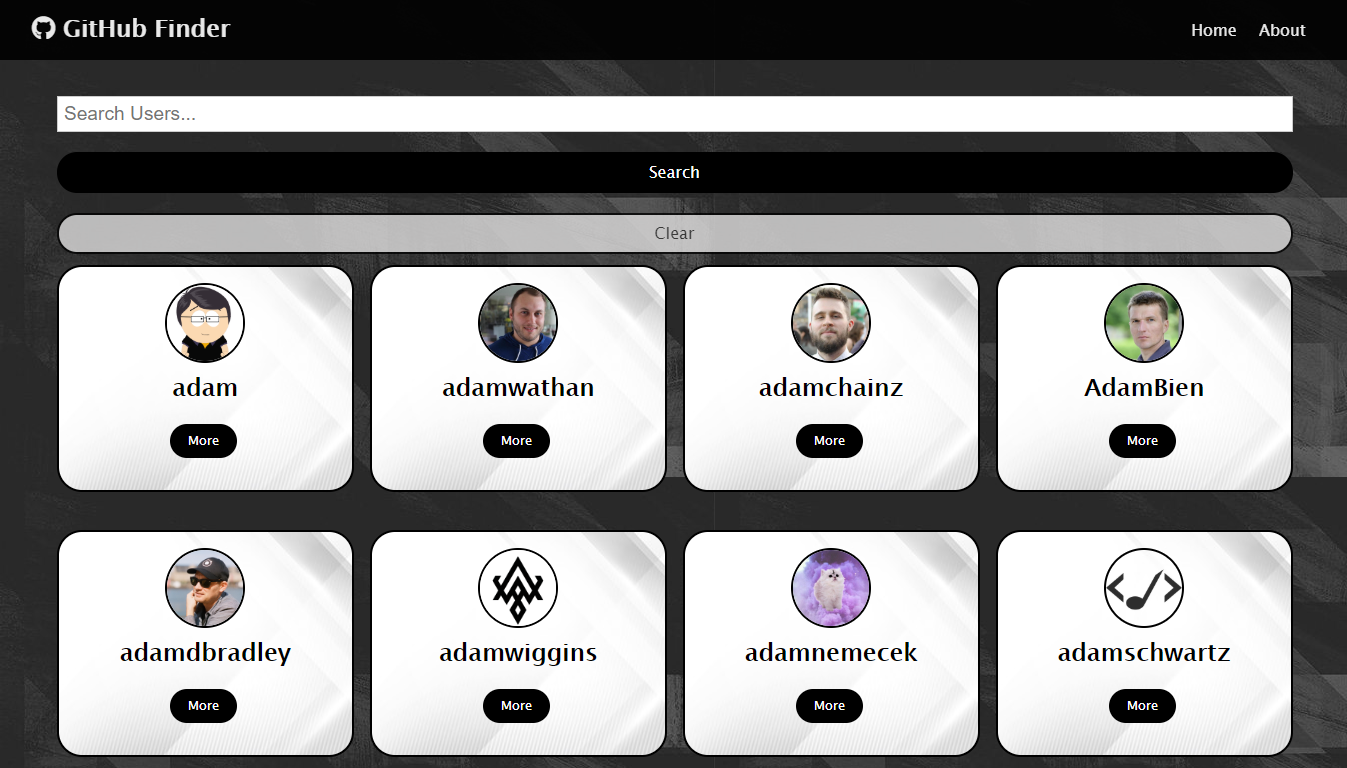 GitHub Finder
Home About
Search Users...
Search
Clear
adam
More
adamwathan
More
adamchainz
More
AdamBien
More
adamdbradley
More
adamwiggins
More
adamnemecek
More
adamschwartz
More